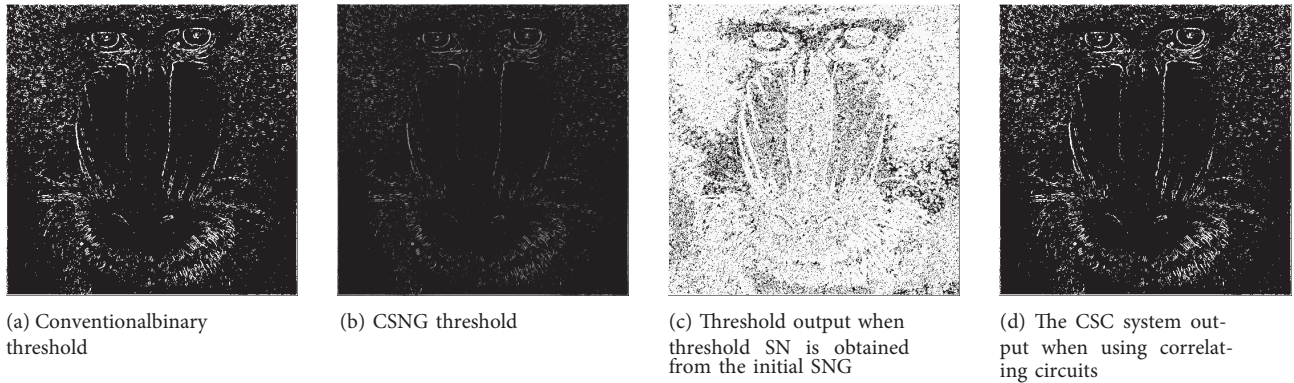 (a) Conventionalbinary
threshold
(b) CSNG threshold
(c) Threshold output when
threshold SN is obtained
from the initial SNG
(d) The CSC system out-
put when using correlat-
ing circuits